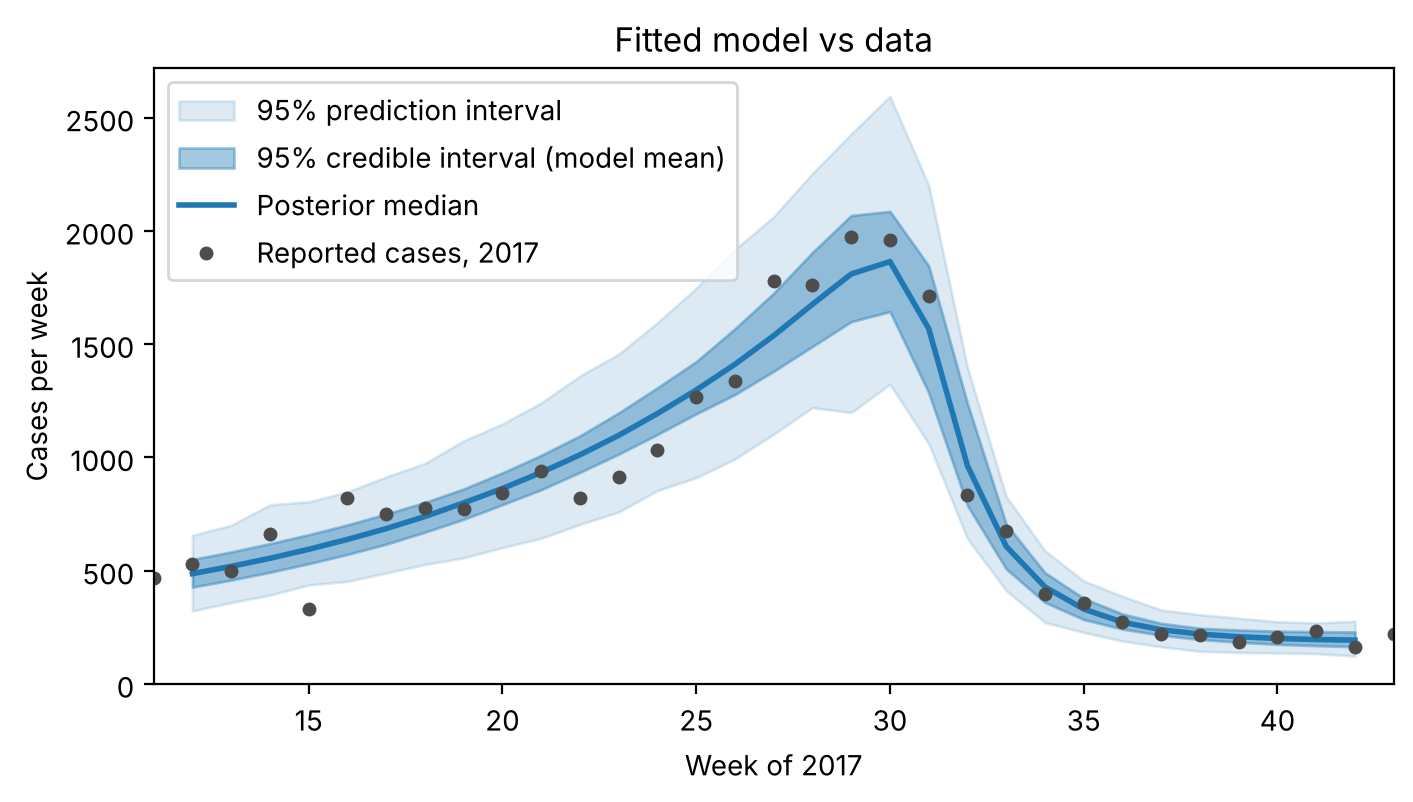 Fitted model vs data
95% prediction interval
95% credible interval (model mean)
Posterior median
Reported cases, 2017
Cases per week
2500
2000
1500
1000
500
0
15 20 25 30 35 40
Week of 2017